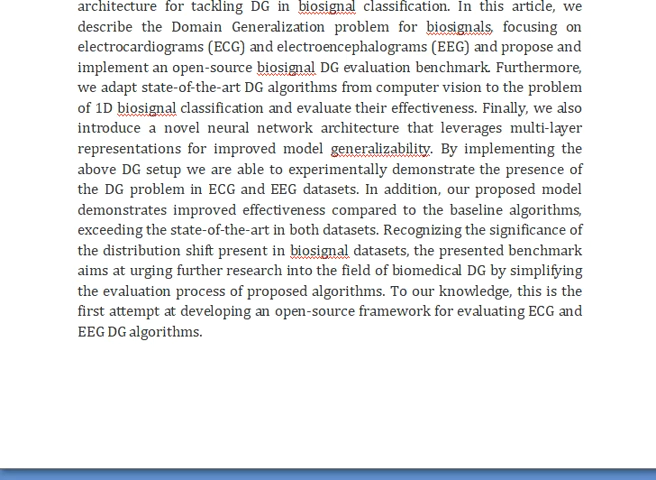 architecture for tackling DG in biosignal classification. In this article, we
describe the Domain Generalization problem for biosignals, focusing on
electrocardiograms (ECG) and electroencephalograms (EEG) and propose and
implement an open-source biosignal DG evaluation benchmark. Furthermore,
we adapt state-of-the-art DG algorithms from computer vision to the problem
of 1D biosignal classification and evaluate their effectiveness. Finally, we also
introduce a novel neural network architecture that leverages multi-layer
representations for improved model generalizability. By implementing the
above DG setup we are able to experimentally demonstrate the presence of
the DG problem in ECG and EEG datasets. In addition, our proposed model
demonstrates improved effectiveness compared to the baseline algorithms,
exceeding the state-of-the-art in both datasets. Recognizing the significance of
the distribution shift present in biosignal datasets, the presented benchmark
aims at urging further research into the field of biomedical DG by simplifying
the evaluation process of proposed algorithms. To our knowledge, this is the
first attempt at developing an open-source framework for evaluating ECG and
EEG DG algorithms.